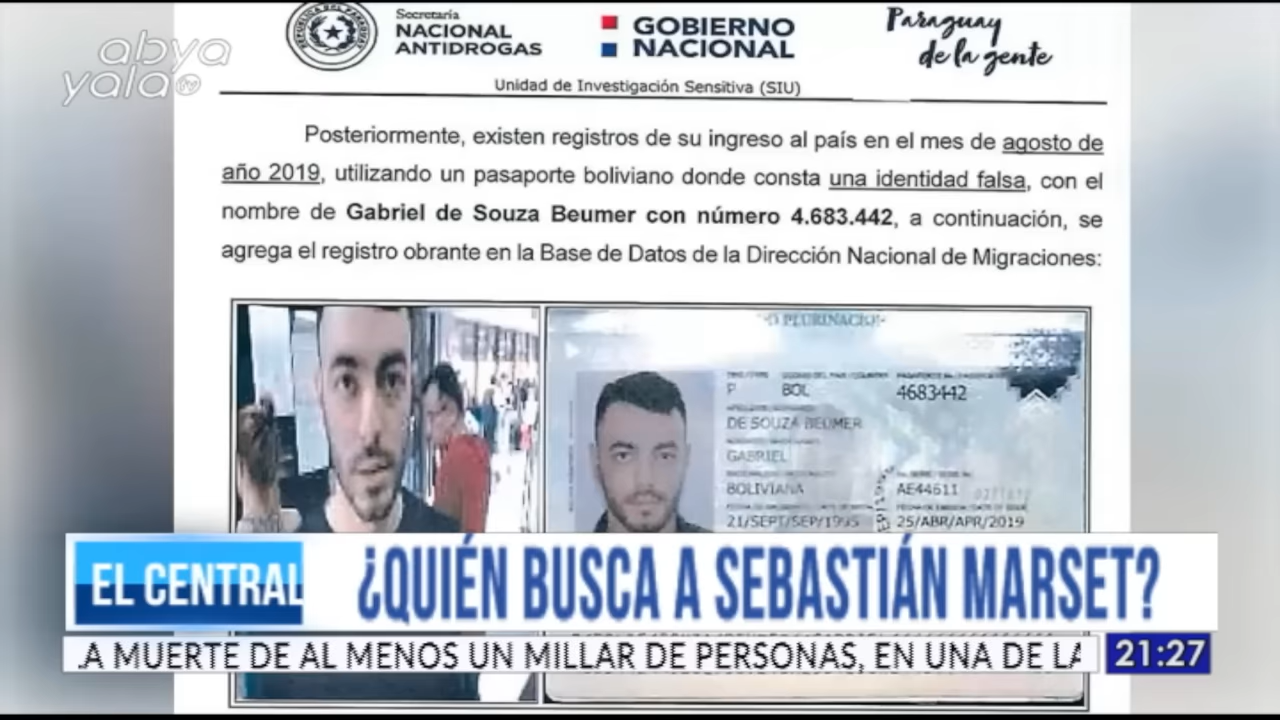 abya
yala tv
REPÚBLICA DEL PARAGUAY
Secretaría
NACIONAL
ANTIDROGAS
GOBIERNO
NACIONAL
Paraguay
de la gente
Unidad de Investigación Sensitiva (SIU)
Posteriormente, existen registros de su ingreso al país en el mes de agosto de
año 2019, utilizando un pasaporte boliviano donde consta una identidad falsa, con el
nombre de Gabriel de Souza Beumer con número 4.683.442, a continuación, se
agrega el registro obrante en la Base de Datos de la Dirección Nacional de Migraciones:
O PLURINACIO
P BOL 4683442
DE SOUZA BEUMER
GABRIEL
BOLIVIANA AE44611
21/SEPT/SEP/1995 25/ABR/APR/2019
EL CENTRAL
¿QUIÉN BUSCA A SEBASTIÁN MARSET?
A MUERTE DE AL MENOS UN MILLAR DE PERSONAS, EN UNA DE LA
21:27